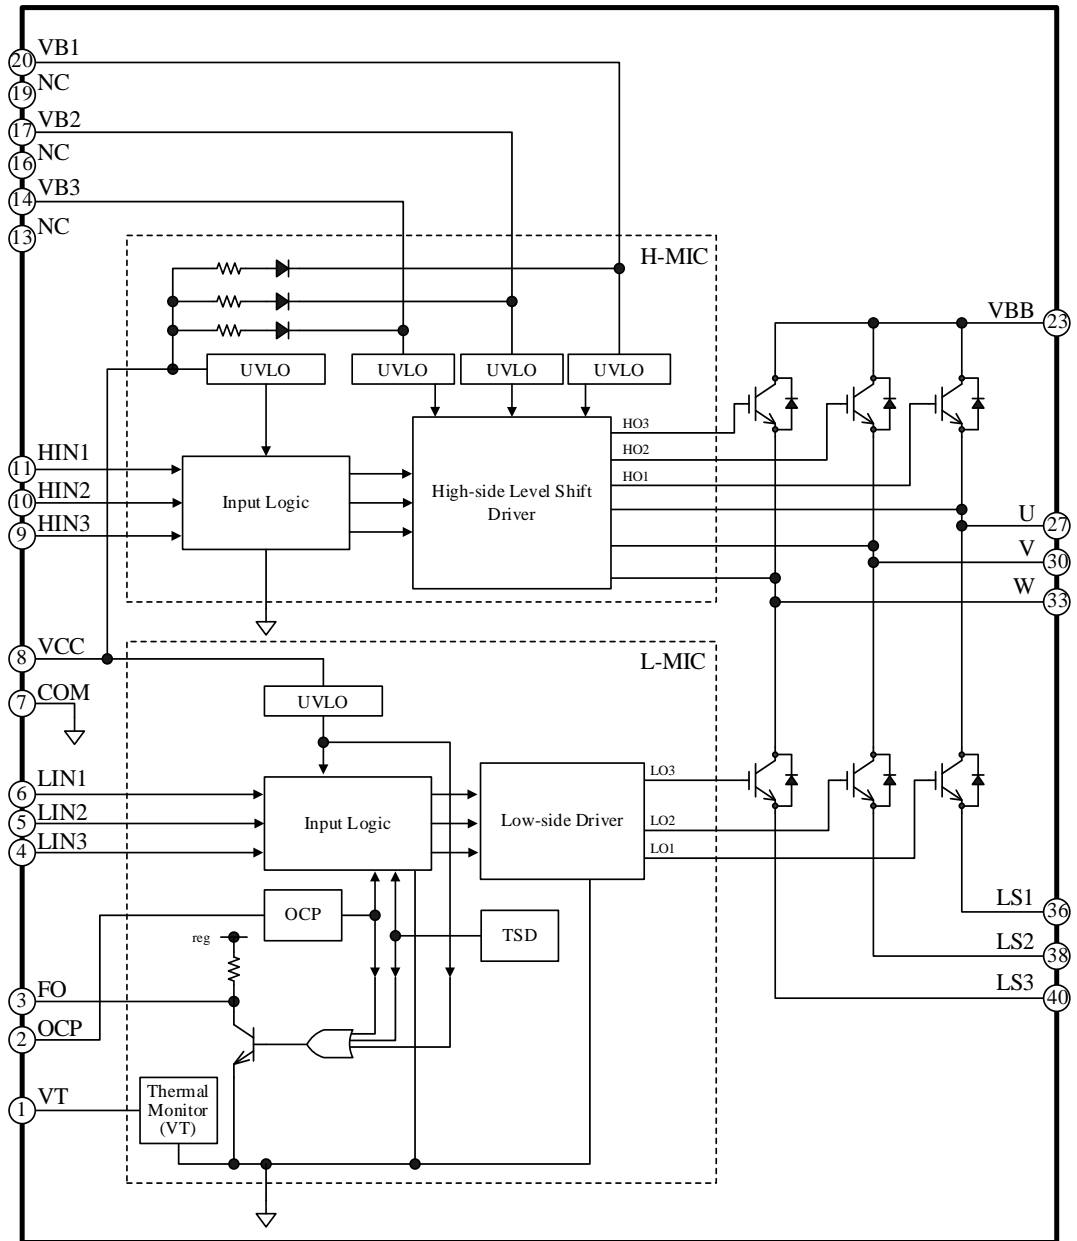 20 VB1
19 NC
17 VB2
16 NC
14 VB3
13 NC
H-MIC
VBB 23
UVLO UVLO UVLO UVLO
HO3
HO2
HO1
11 HIN1
10 HIN2
9 HIN3
Input Logic
High-side Level Shift
Driver
U 27
V 30
W 33
8 VCC
L-MIC
7 COM
UVLO
6 LIN1
5 LIN2
4 LIN3
Input Logic
Low-side Driver
LO3
LO2
LO1
OCP
TSD
reg
LS1 36
LS2 38
LS3 40
3 FO
2 OCP
1 VT
Thermal
Monitor
(VT)